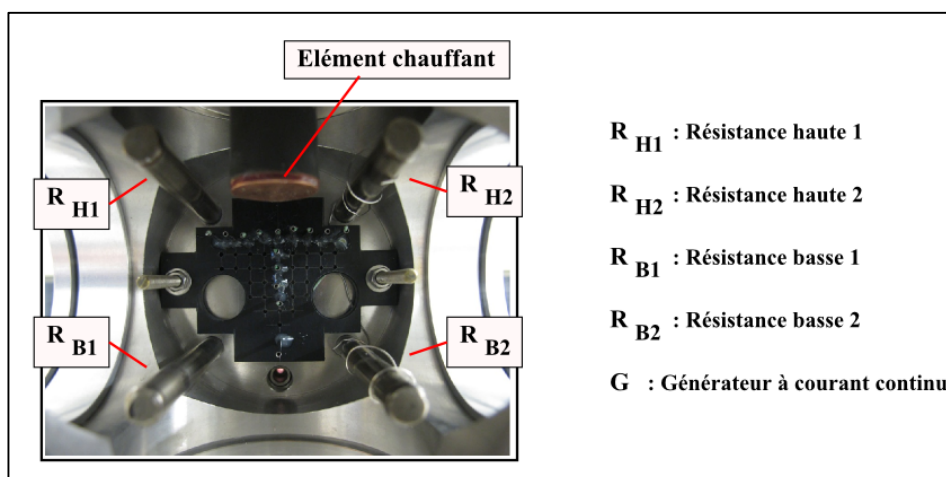 Elément chauffant
R H1
R H2
R B1
R B2
R H1 : Résistance haute 1
R H2 : Résistance haute 2
R B1 : Résistance basse 1
R B2 : Résistance basse 2
G : Générateur à courant continu